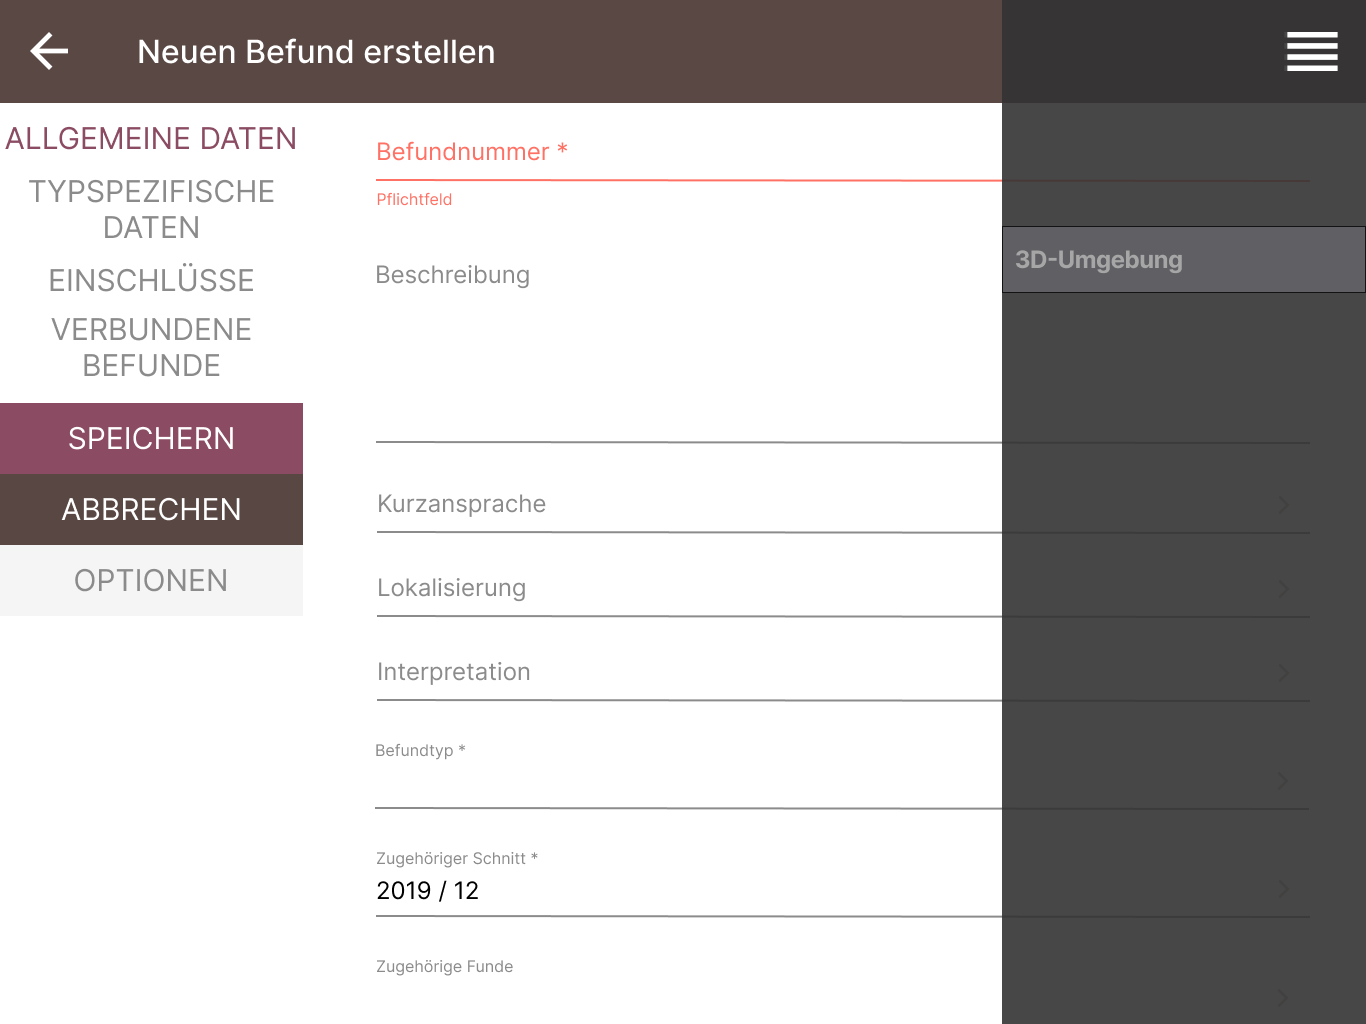 Neuen Befund erstellen
ALLGEMEINE DATEN
TYPSPEZIFISCHE
DATEN
EINSCHLÜSSE
VERBUNDENE
BEFUNDE
SPEICHERN
ABBRECHEN
OPTIONEN
Befundnummer *
Pflichtfeld
Beschreibung
Kurzansprache
Lokalisierung
Interpretation
Befundtyp *
Zugehöriger Schnitt *
2019 / 12
Zugehörige Funde
3D-Umgebung